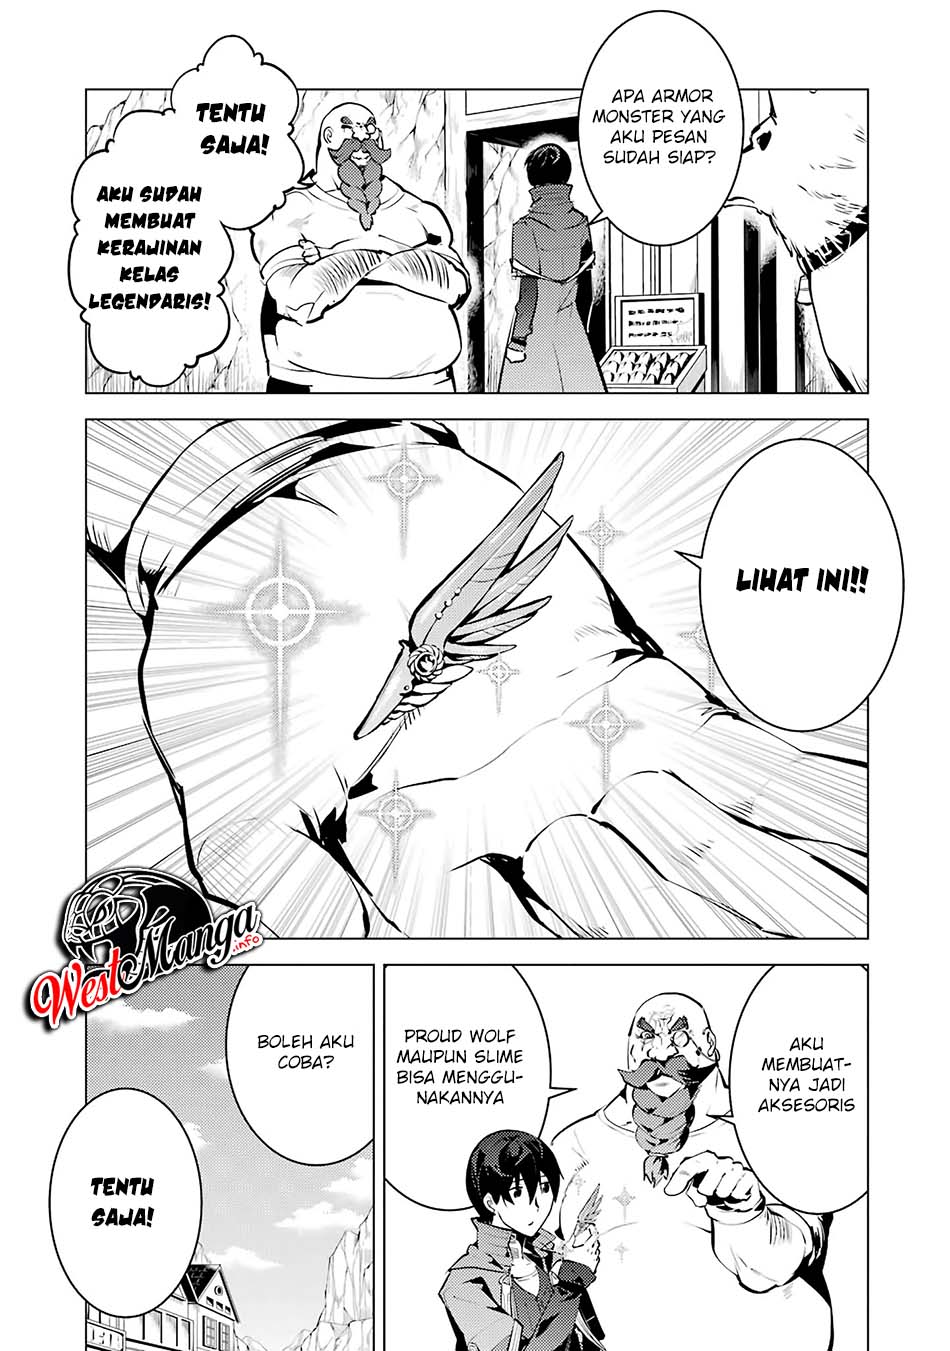 APA ARMOR
MONSTER YANG
AKU PESAN
SUDAH SIAP?
TENTU
SAJA!
AKU SUDAH
MEMBUAT
KERAJINAN
KELAS
LEGENDARIS!
LIHAT INI!!
WestManga
.info
AKU
MEMBUAT-
NYA JADI
AKSESORIS
PROUD WOLF
MAUPUN SLIME
BISA MENGGU-
NAKANNYA
BOLEH AKU
COBA?
TENTU
SAJA!